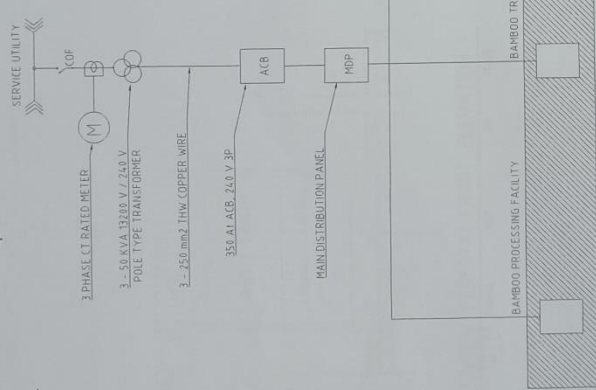 SERVICE UTILITY
COF
M
3 PHASE CT RATED METER
3 - 50 KVA 13200 V / 240 V
POLE TYPE TRANSFORMER
3 - 250 mm2 THW COPPER WIRE
ACB
350 At ACB, 240 V 3P
MDP
MAIN DISTRIBUTION PANEL
BAMBOO PROCESSING FACILITY
BAMBOO TR